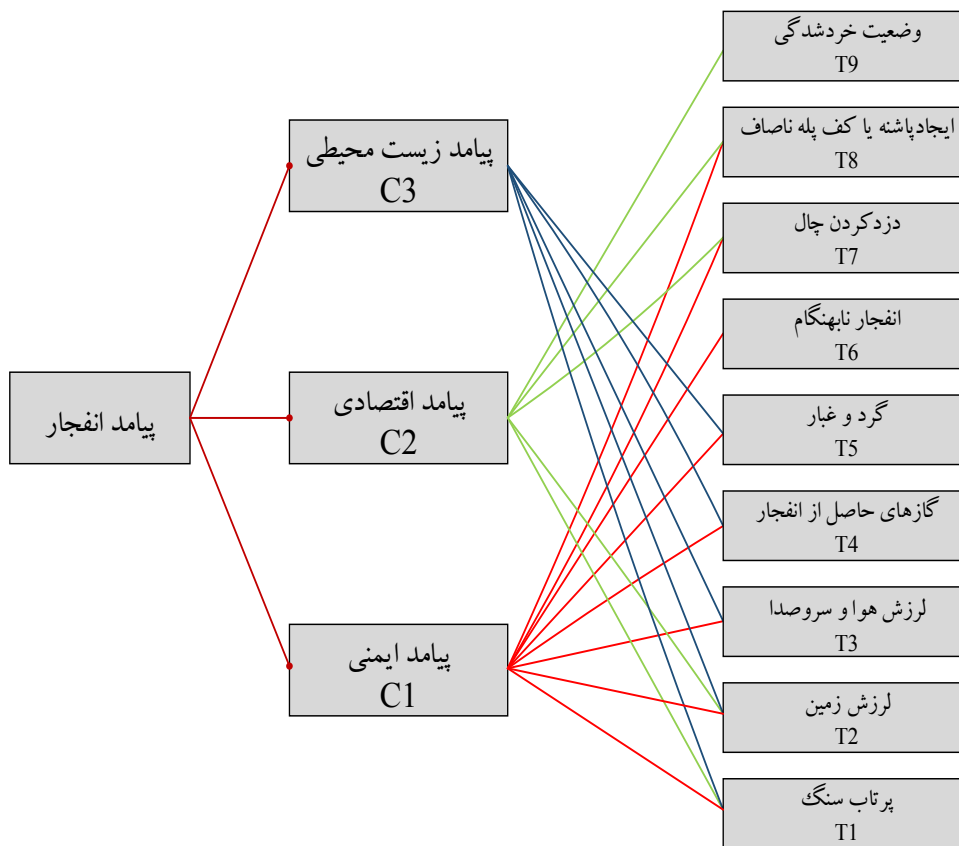 وضعیت خردشدگی
T9
ایجادپاشنه یا کف پله ناصاف
T8
دزدکردن چال
T7
انفجار نابهنگام
T6
گرد و غبار
T5
گازهای حاصل از انفجار
T4
لرزش هوا و سروصدا
T3
لرزش زمین
T2
پرتاب سنگ
T1
پیامد زیست محیطی
C3
پیامد اقتصادی
C2
پیامد ایمنی
C1
پیامد انفجار